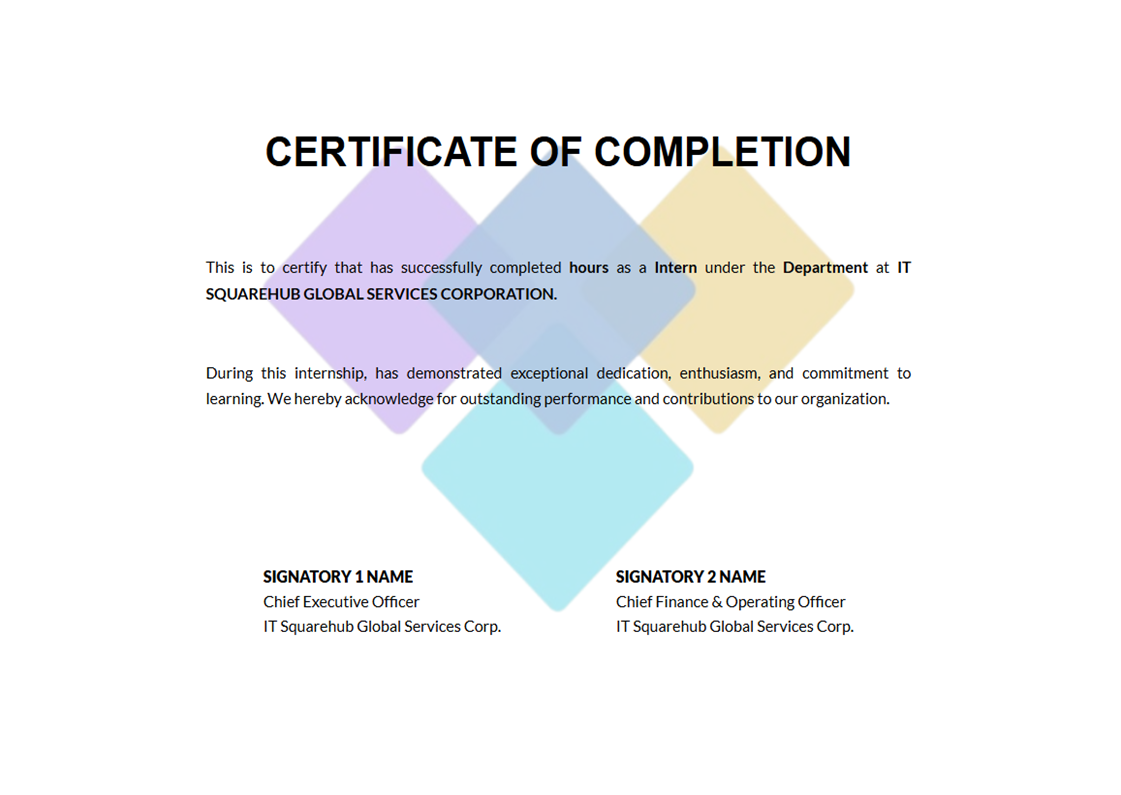 CERTIFICATE OF COMPLETION
This is to certify that has successfully completed hours as a Intern under the Department at IT
SQUAREHUB GLOBAL SERVICES CORPORATION.
During this internship, has demonstrated exceptional dedication, enthusiasm, and commitment to
learning. We hereby acknowledge for outstanding performance and contributions to our organization.
SIGNATORY 1 NAME
Chief Executive Officer
IT Squarehub Global Services Corp.
SIGNATORY 2 NAME
Chief Finance & Operating Officer
IT Squarehub Global Services Corp.